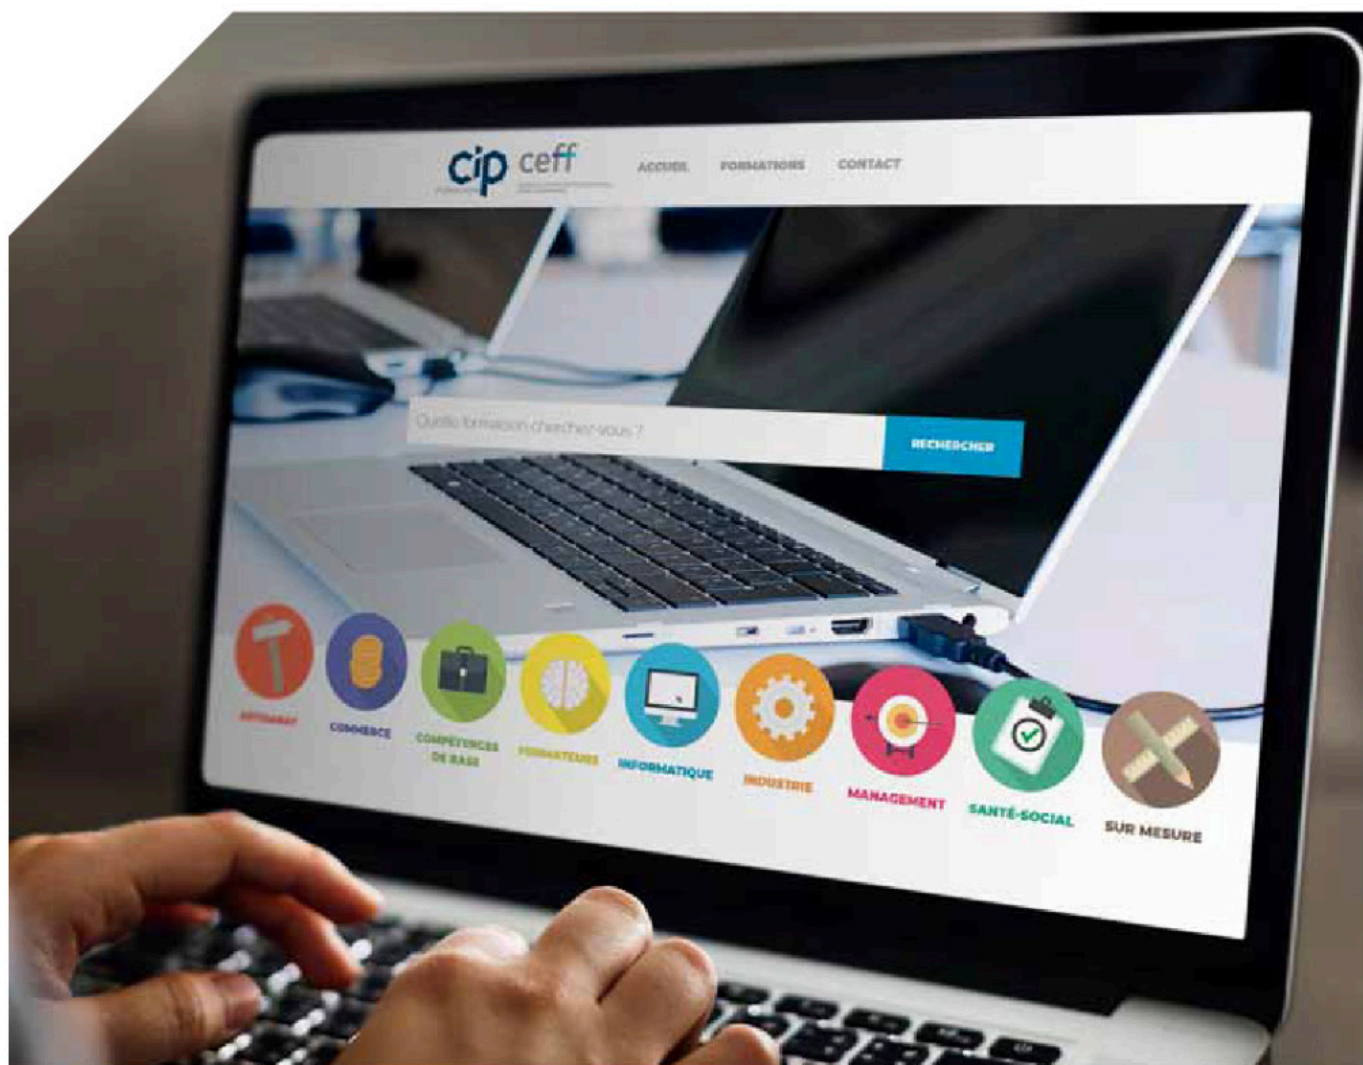 cip ceff ACCUEIL FORMATIONS CONTACT
Quelle formation cherchez-vous ?
RECHERCHER
ARTISANAT
COMMERCE
COMPÉTENCES
DE BASE
FORMATEURS
INFORMATIQUE
INDUSTRIE
MANAGEMENT
SANTÉ-SOCIAL
SUR MESURE